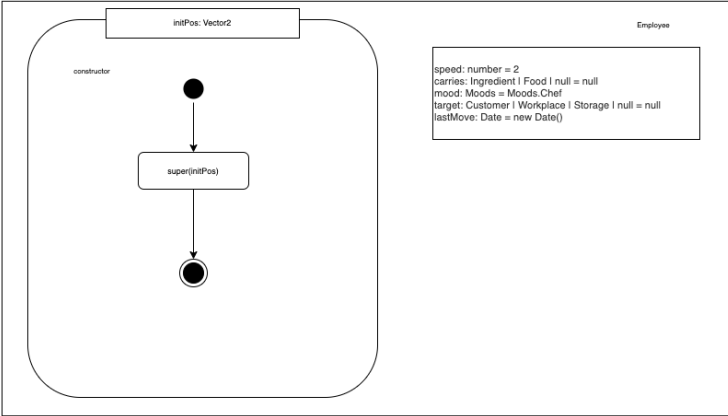 initPos: Vector2
Employee
constructor
speed: number = 2
carries: Ingredient | Food | null = null
mood: Moods = Moods.Chef
target: Customer | Workplace | Storage | null = null
lastMove: Date = new Date()
super(initPos)